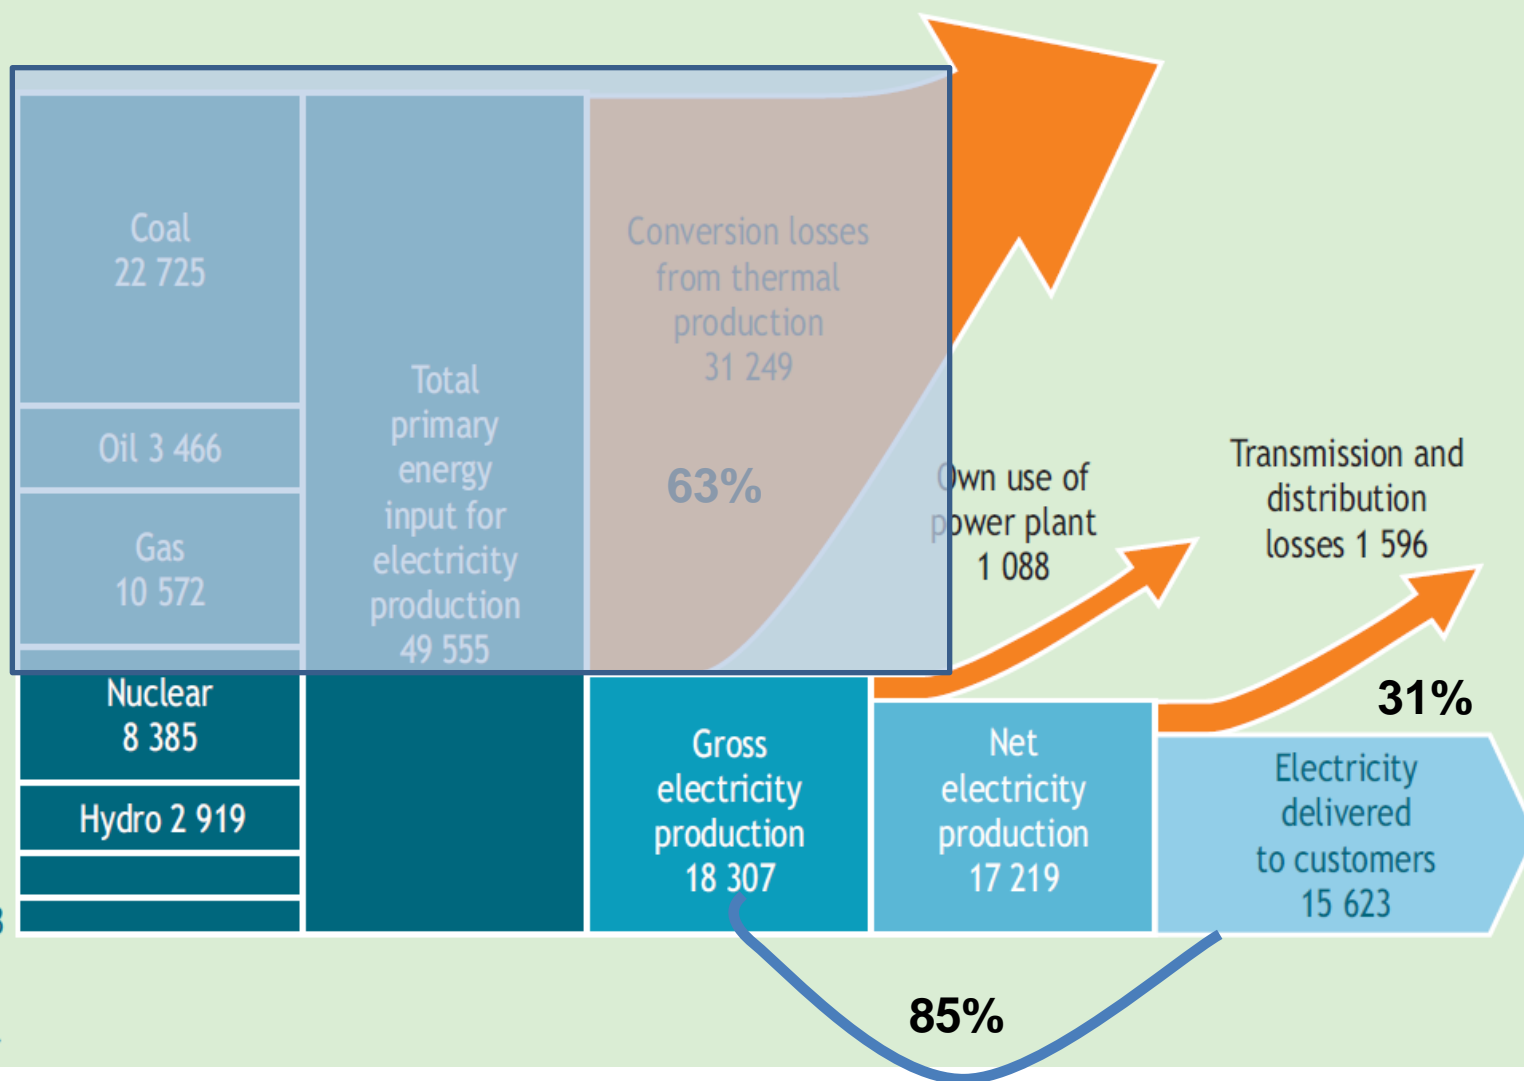 Coal
22 725
Oil 3 466
Gas
10 572
Nuclear
8 385
Hydro 2 919
Total
primary
energy
input for
electricity
production
49 555
Conversion losses
from thermal
production
31 249
63%
Own use of
power plant
1 088
Transmission and
distribution
losses 1 596
31%
Gross
electricity
production
18 307
Net
electricity
production
17 219
Electricity
delivered
to customers
15 623
85%